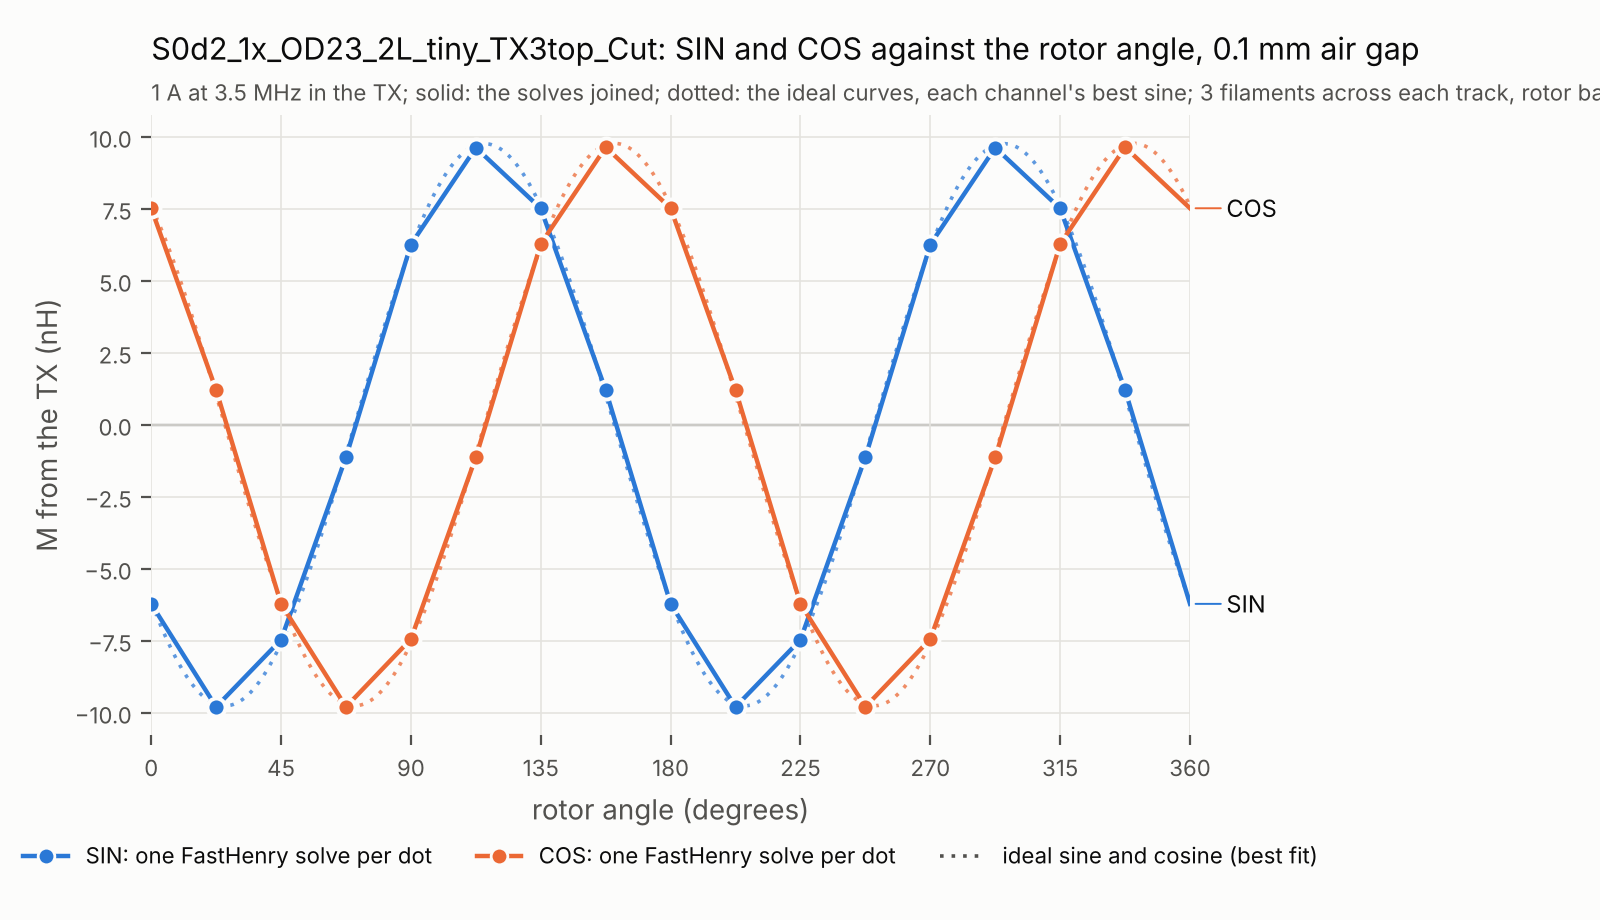 S0d2_1x_OD23_2L_tiny_TX3top_Cut: SIN and COS against the rotor angle, 0.1 mm air gap
1 A at 3.5 MHz in the TX; solid: the solves joined; dotted: the ideal curves, each channel's best sine; 3 filaments across each track, rotor
10.0
7.5
5.0
2.5
0.0
−2.5
−5.0
−7.5
−10.0
M from the TX (nH)
COS
SIN
0 45 90 135 180 225 270 315 360
rotor angle (degrees)
SIN: one FastHenry solve per dot COS: one FastHenry solve per dot ideal sine and cosine (best fit)